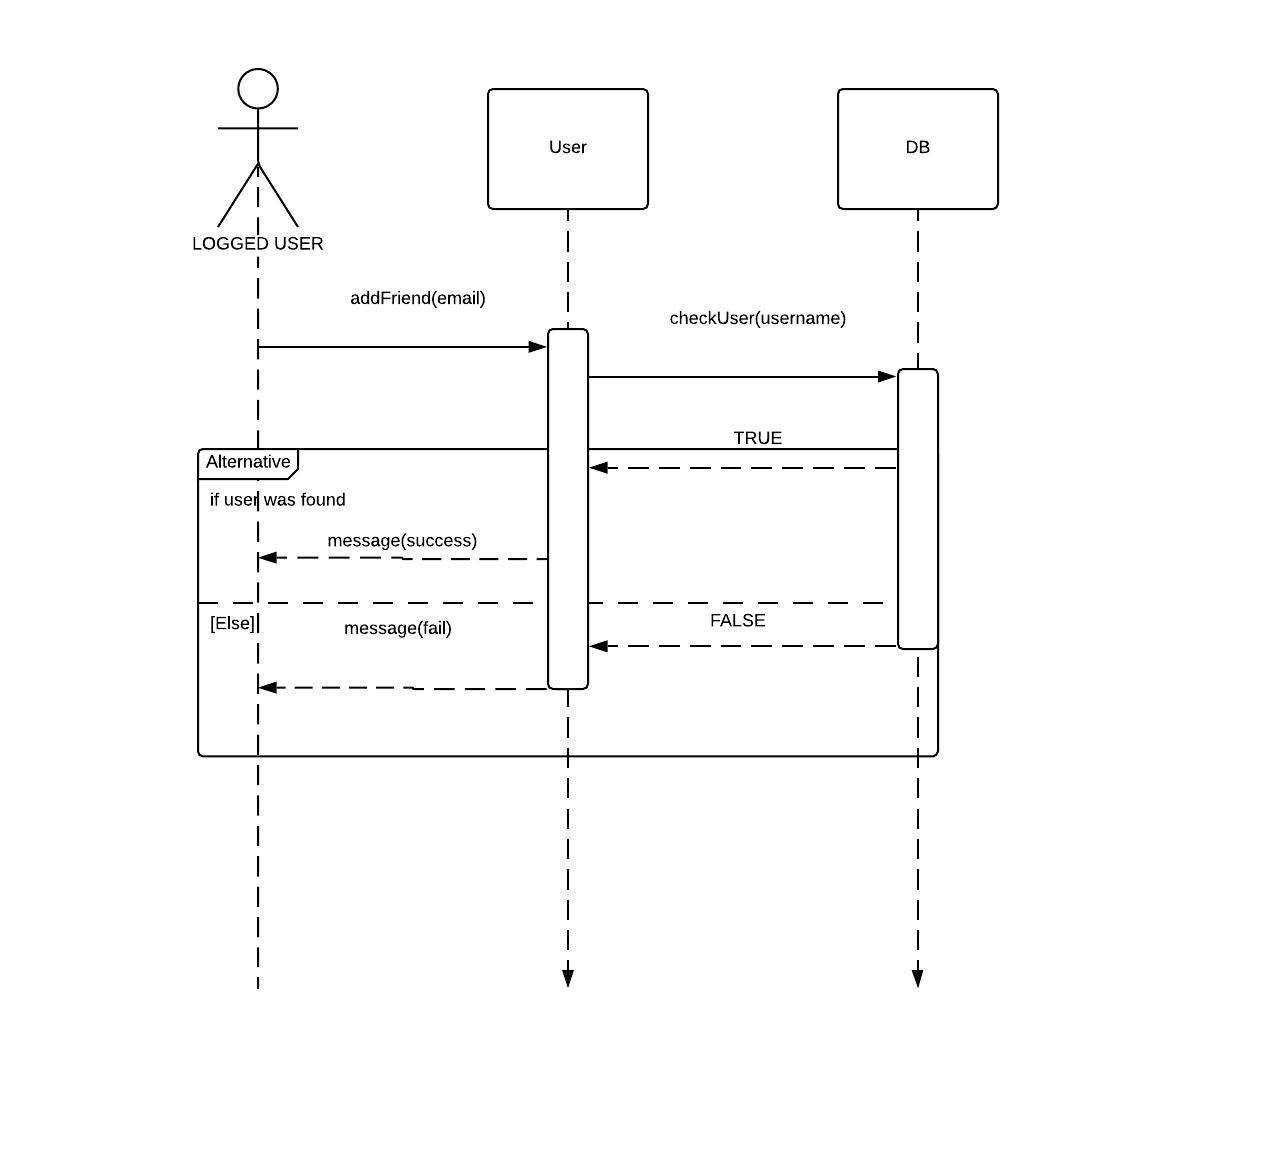 User
DB
LOGGED USER
addFriend(email)
checkUser(username)
TRUE
Alternative
if user was found
message(success)
[Else]
message(fail)
FALSE